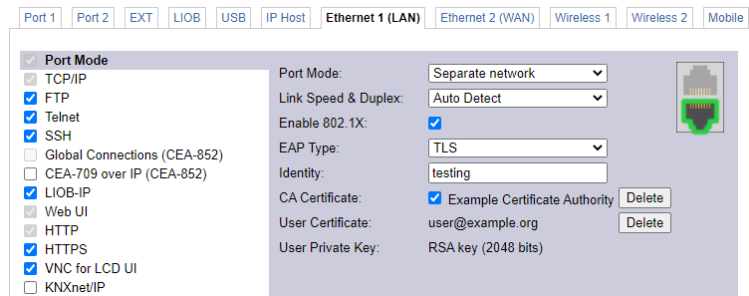 Port 1 Port 2 EXT LIOB USB IP Host Ethernet 1 (LAN) Ethernet 2 (WAN) Wireless 1 Wireless 2 Mobile
Port Mode
TCP/IP
FTP
Telnet
SSH
Global Connections (CEA-852)
CEA-709 over IP (CEA-852)
LIOB-IP
Web UI
HTTP
HTTPS
VNC for LCD UI
KNXnet/IP
Port Mode: Separate network
Link Speed & Duplex: Auto Detect
Enable 802.1X:
EAP Type: TLS
Identity: testing
CA Certificate: Example Certificate Authority Delete
User Certificate: user@example.org Delete
User Private Key: RSA key (2048 bits)